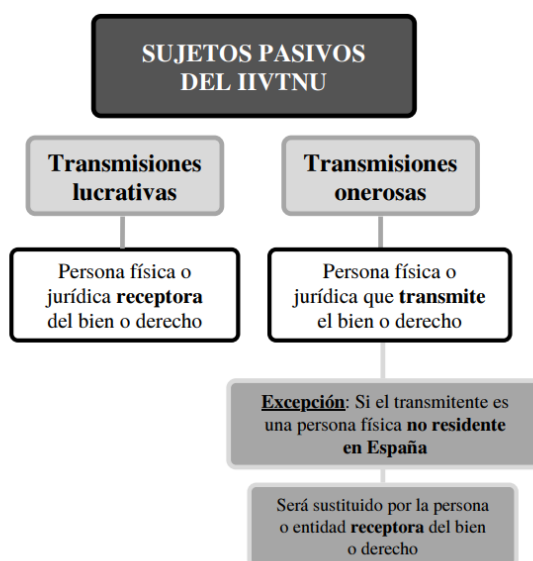 SUJETOS PASIVOS
DEL IIVTNU
Transmisiones
lucrativas
Transmisiones
onerosas
Persona física o
jurídica receptora
del bien o derecho
Persona física o
jurídica que transmite
el bien o derecho
Excepción: Si el transmitente es
una persona física no residente
en España
Será sustituido por la persona
o entidad receptora del bien
o derecho